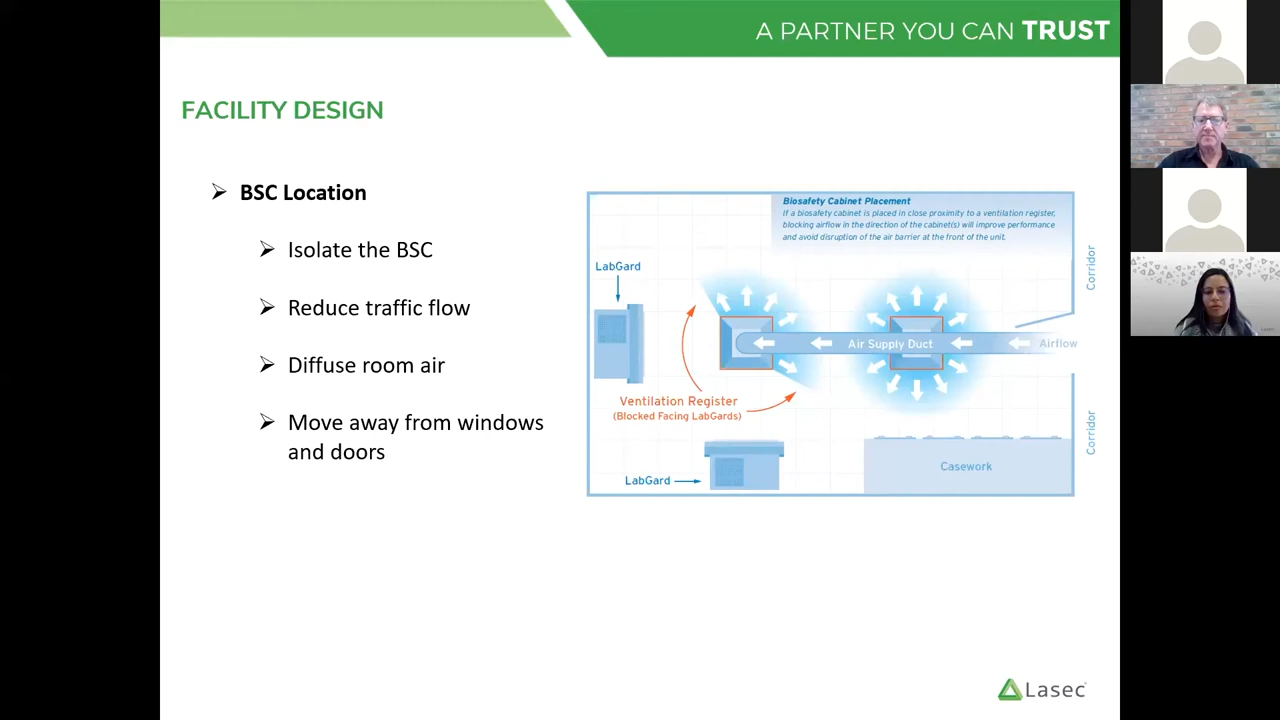 A PARTNER YOU CAN TRUST
FACILITY DESIGN
BSC Location
Isolate the BSC
Reduce traffic flow
Diffuse room air
Move away from windows
and doors
Biosafety Cabinet Placement
If a biosafety cabinet is placed in close proximity to a ventilation register,
blocking airflow in the direction of the cabinet(s) will improve performance
and avoid disruption of the air barrier at the front of the unit.
LabGard
Corridor
Air Supply Duct
Airflow
Ventilation Register
(Blocked Facing LabGards)
LabGard
Casework
Corridor
Lasec